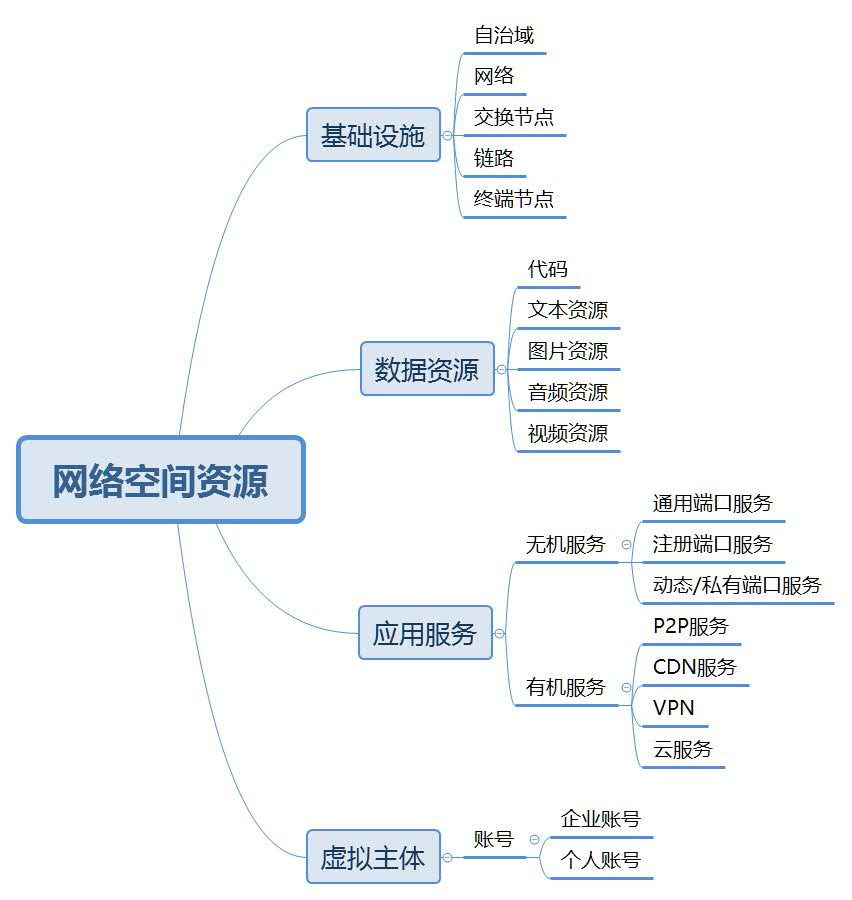 网络空间资源
基础设施
自治域
网络
交换节点
链路
终端节点
数据资源
代码
文本资源
图片资源
音频资源
视频资源
应用服务
无机服务
通用端口服务
注册端口服务
动态/私有端口服务
有机服务
P2P服务
CDN服务
VPN
云服务
虚拟主体
账号
企业账号
个人账号